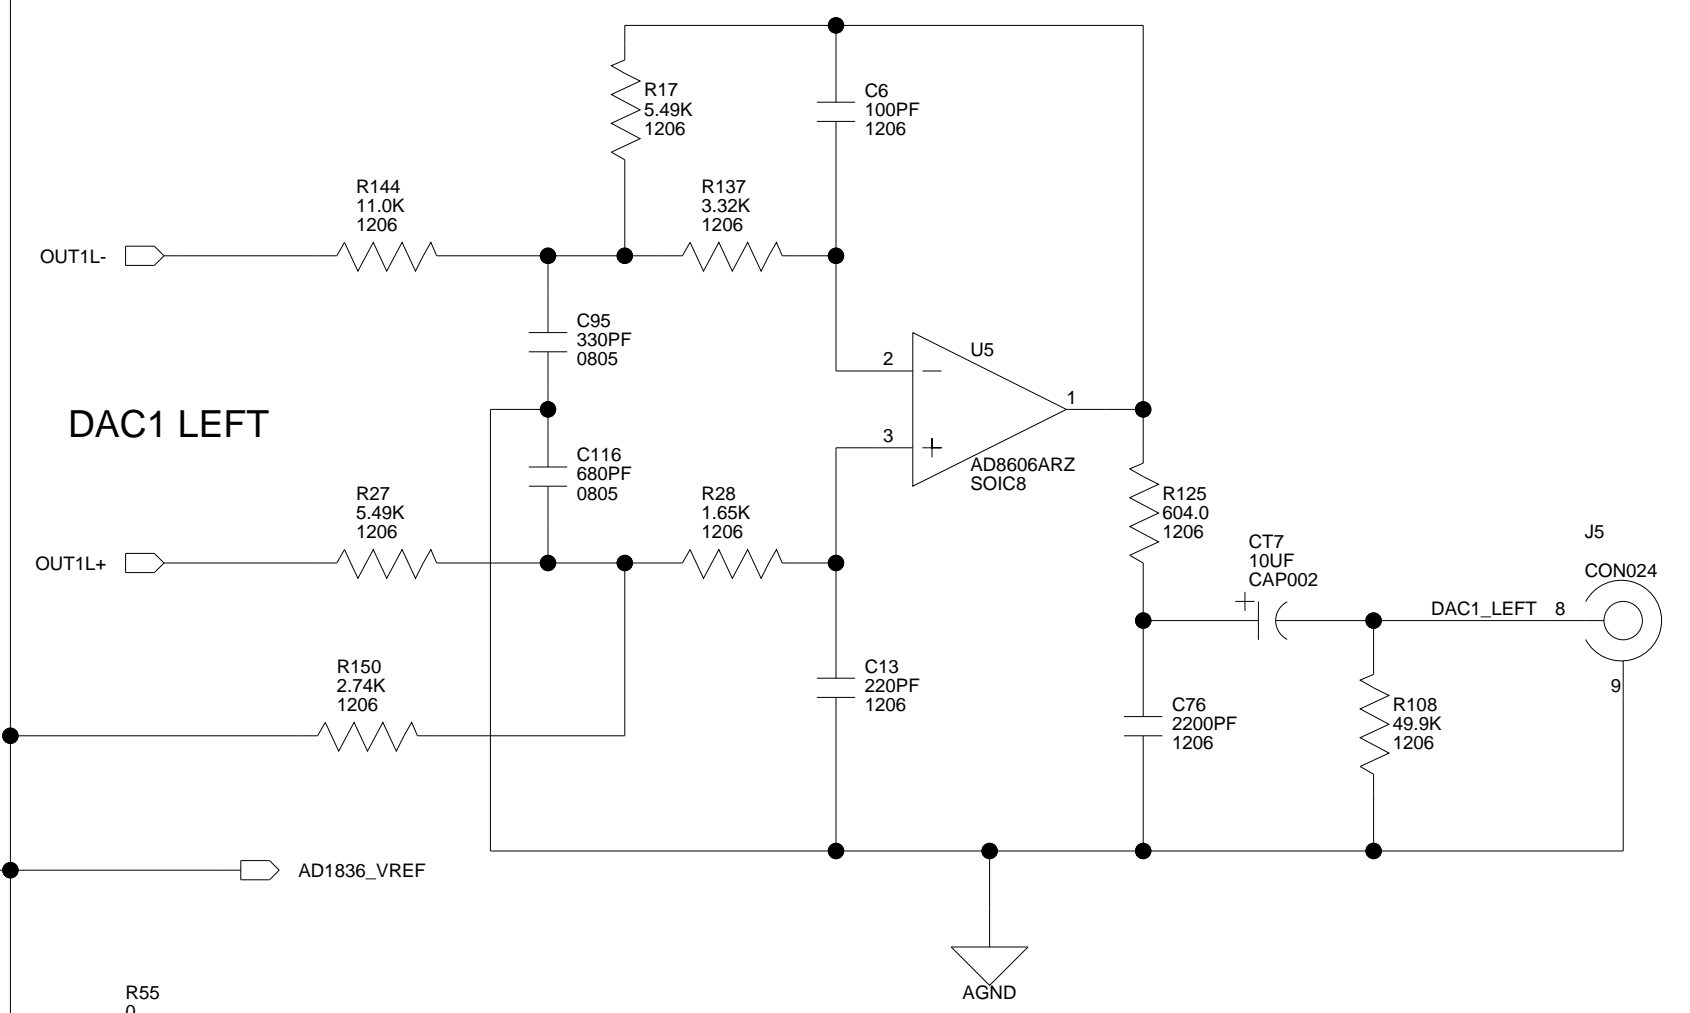 R17
5.49K
1206
C6
100PF
1206
R144
11.0K
1206
R137
3.32K
1206
OUT1L-
C95
330PF
0805
2
U5
1
DAC1 LEFT
3
C116
680PF
0805
AD8606ARZ
SOIC8
R27
5.49K
1206
R28
1.65K
1206
R125
604.0
1206
OUT1L+
CT7
10UF
CAP002
J5
CON024
DAC1_LEFT 8
R150
2.74K
1206
C13
220PF
1206
9
C76
2200PF
1206
R108
49.9K
1206
AD1836_VREF
AGND
R55
0